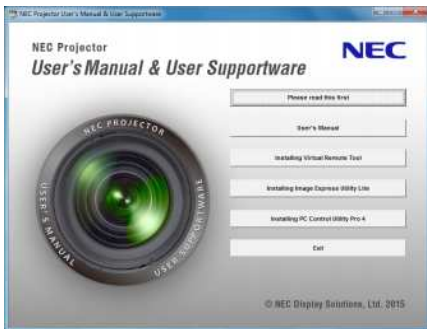 NEC Projector User's Manual & User Supportware
NEC Projector
NEC
User's Manual & User Supportware
Please read this first
User's Manual
Installing Virtual Remote Tool
Installing Image Express Utility Lite
Installing PC Control Utility Pro 4
Exit
NEC PROJECTOR
USER'S MANUAL
USER SUPPORTWARE
© NEC Display Solutions, Ltd. 2015